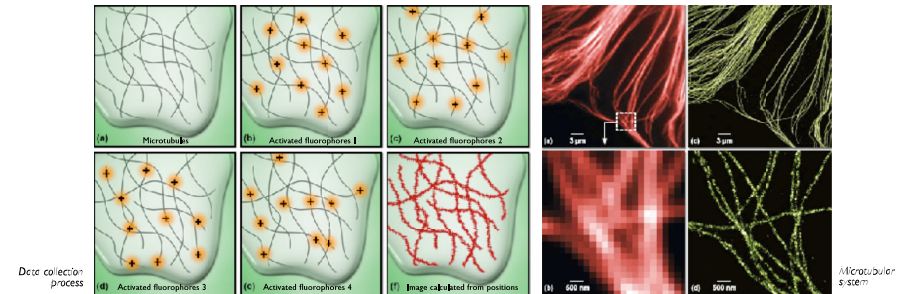 (a) Microtubules
(b) Activated fluorophores 1
(c) Activated fluorophores 2
(d) Activated fluorophores 3
(e) Activated fluorophores 4
(f) Image calculated from positions
Data collection
process
(a) 3 µm
(c) 3 µm
(b) 500 nm
(d) 500 nm
Microtubular
system